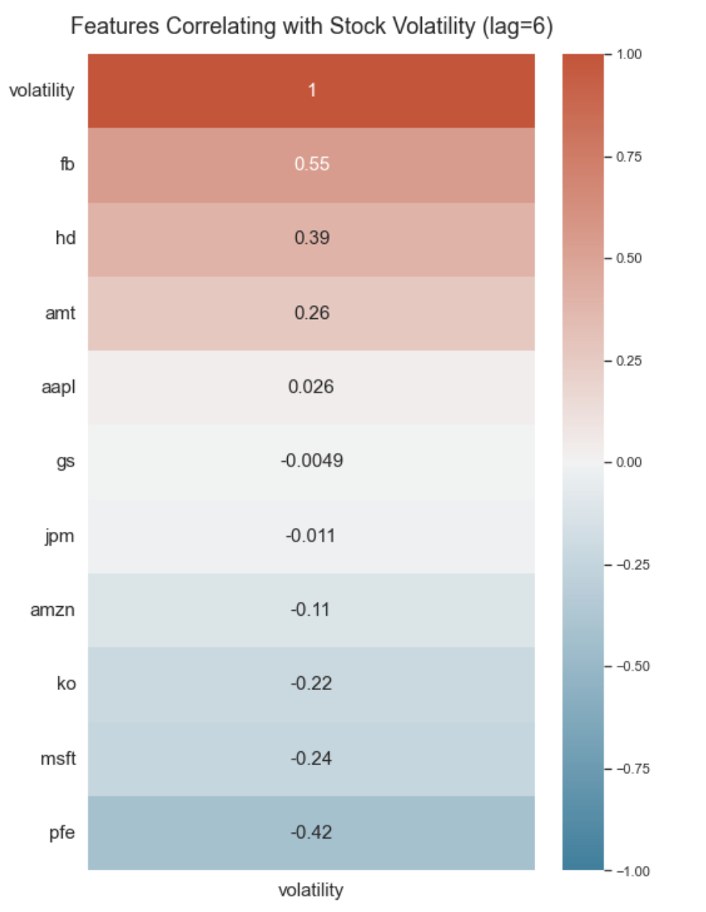 Features Correlating with Stock Volatility (lag=6)
volatility 1
fb 0.55
hd 0.39
amt 0.26
aapl 0.026
gs -0.0049
jpm -0.011
amzn -0.11
ko -0.22
msft -0.24
pfe -0.42
volatility
1.00
0.75
0.50
0.25
0.00
−0.25
−0.50
−0.75
−1.00